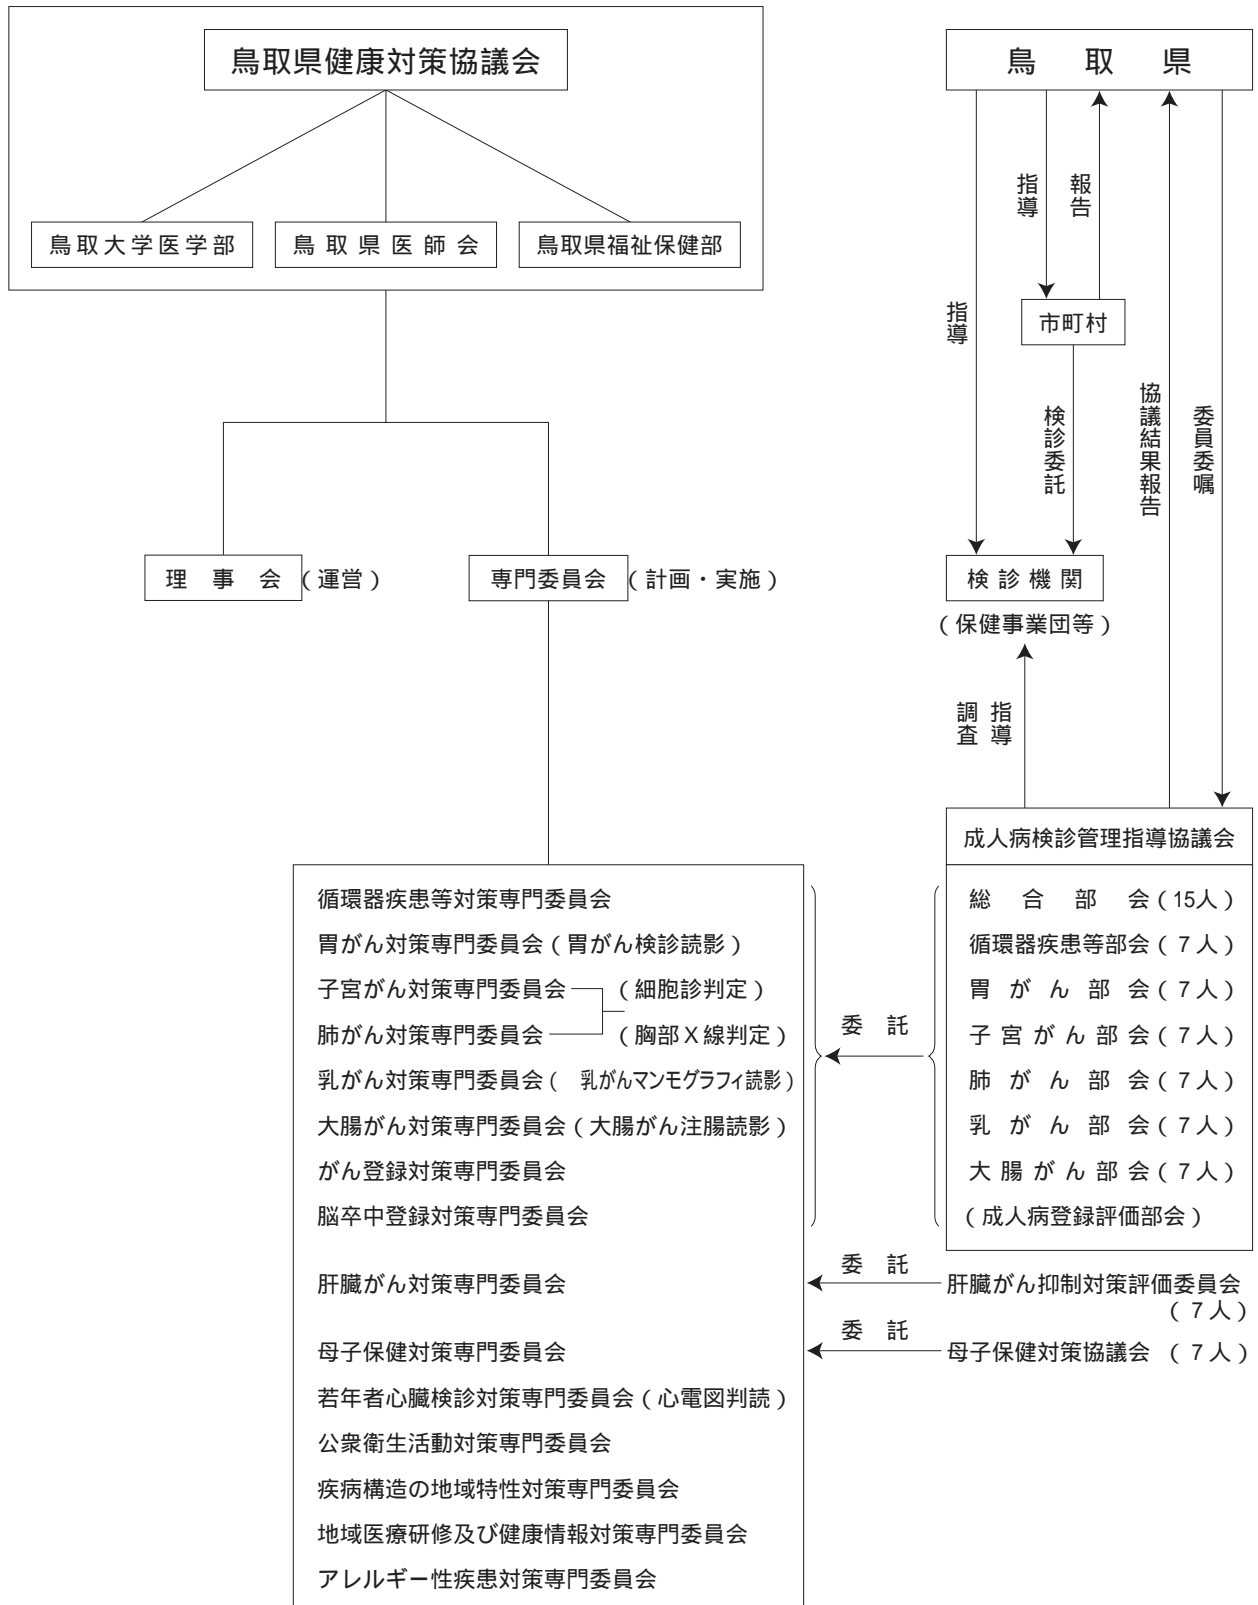 鳥取県健康対策協議会
鳥取大学医学部
鳥取県医師会
鳥取県福祉保健部
理事会(運営)
専門委員会(計画・実施)
循環器疾患等対策専門委員会
胃がん対策専門委員会(胃がん検診読影)
子宮がん対策専門委員会(細胞診判定)
肺がん対策専門委員会(胸部X線判定)
乳がん対策専門委員会(乳がんマンモグラフィ読影)
大腸がん対策専門委員会(大腸がん注腸読影)
がん登録対策専門委員会
脳卒中登録対策専門委員会
肝臓がん対策専門委員会
母子保健対策専門委員会
若年者心臓検診対策専門委員会(心電図判読)
公衆衛生活動対策専門委員会
疾病構造の地域特性対策専門委員会
地域医療研修及び健康情報対策専門委員会
アレルギー性疾患対策専門委員会
委託
委託
委託
鳥取県
指導
指導
報告
市町村
検診委託
協議結果報告
委員委嘱
検診機関
(保健事業団等)
調査
指導
成人病検診管理指導協議会
総合部会(15人)
循環器疾患等部会(7人)
胃がん部会(7人)
子宮がん部会(7人)
肺がん部会(7人)
乳がん部会(7人)
大腸がん部会(7人)
(成人病登録評価部会)
肝臓がん抑制対策評価委員会
(7人)
母子保健対策協議会(7人)